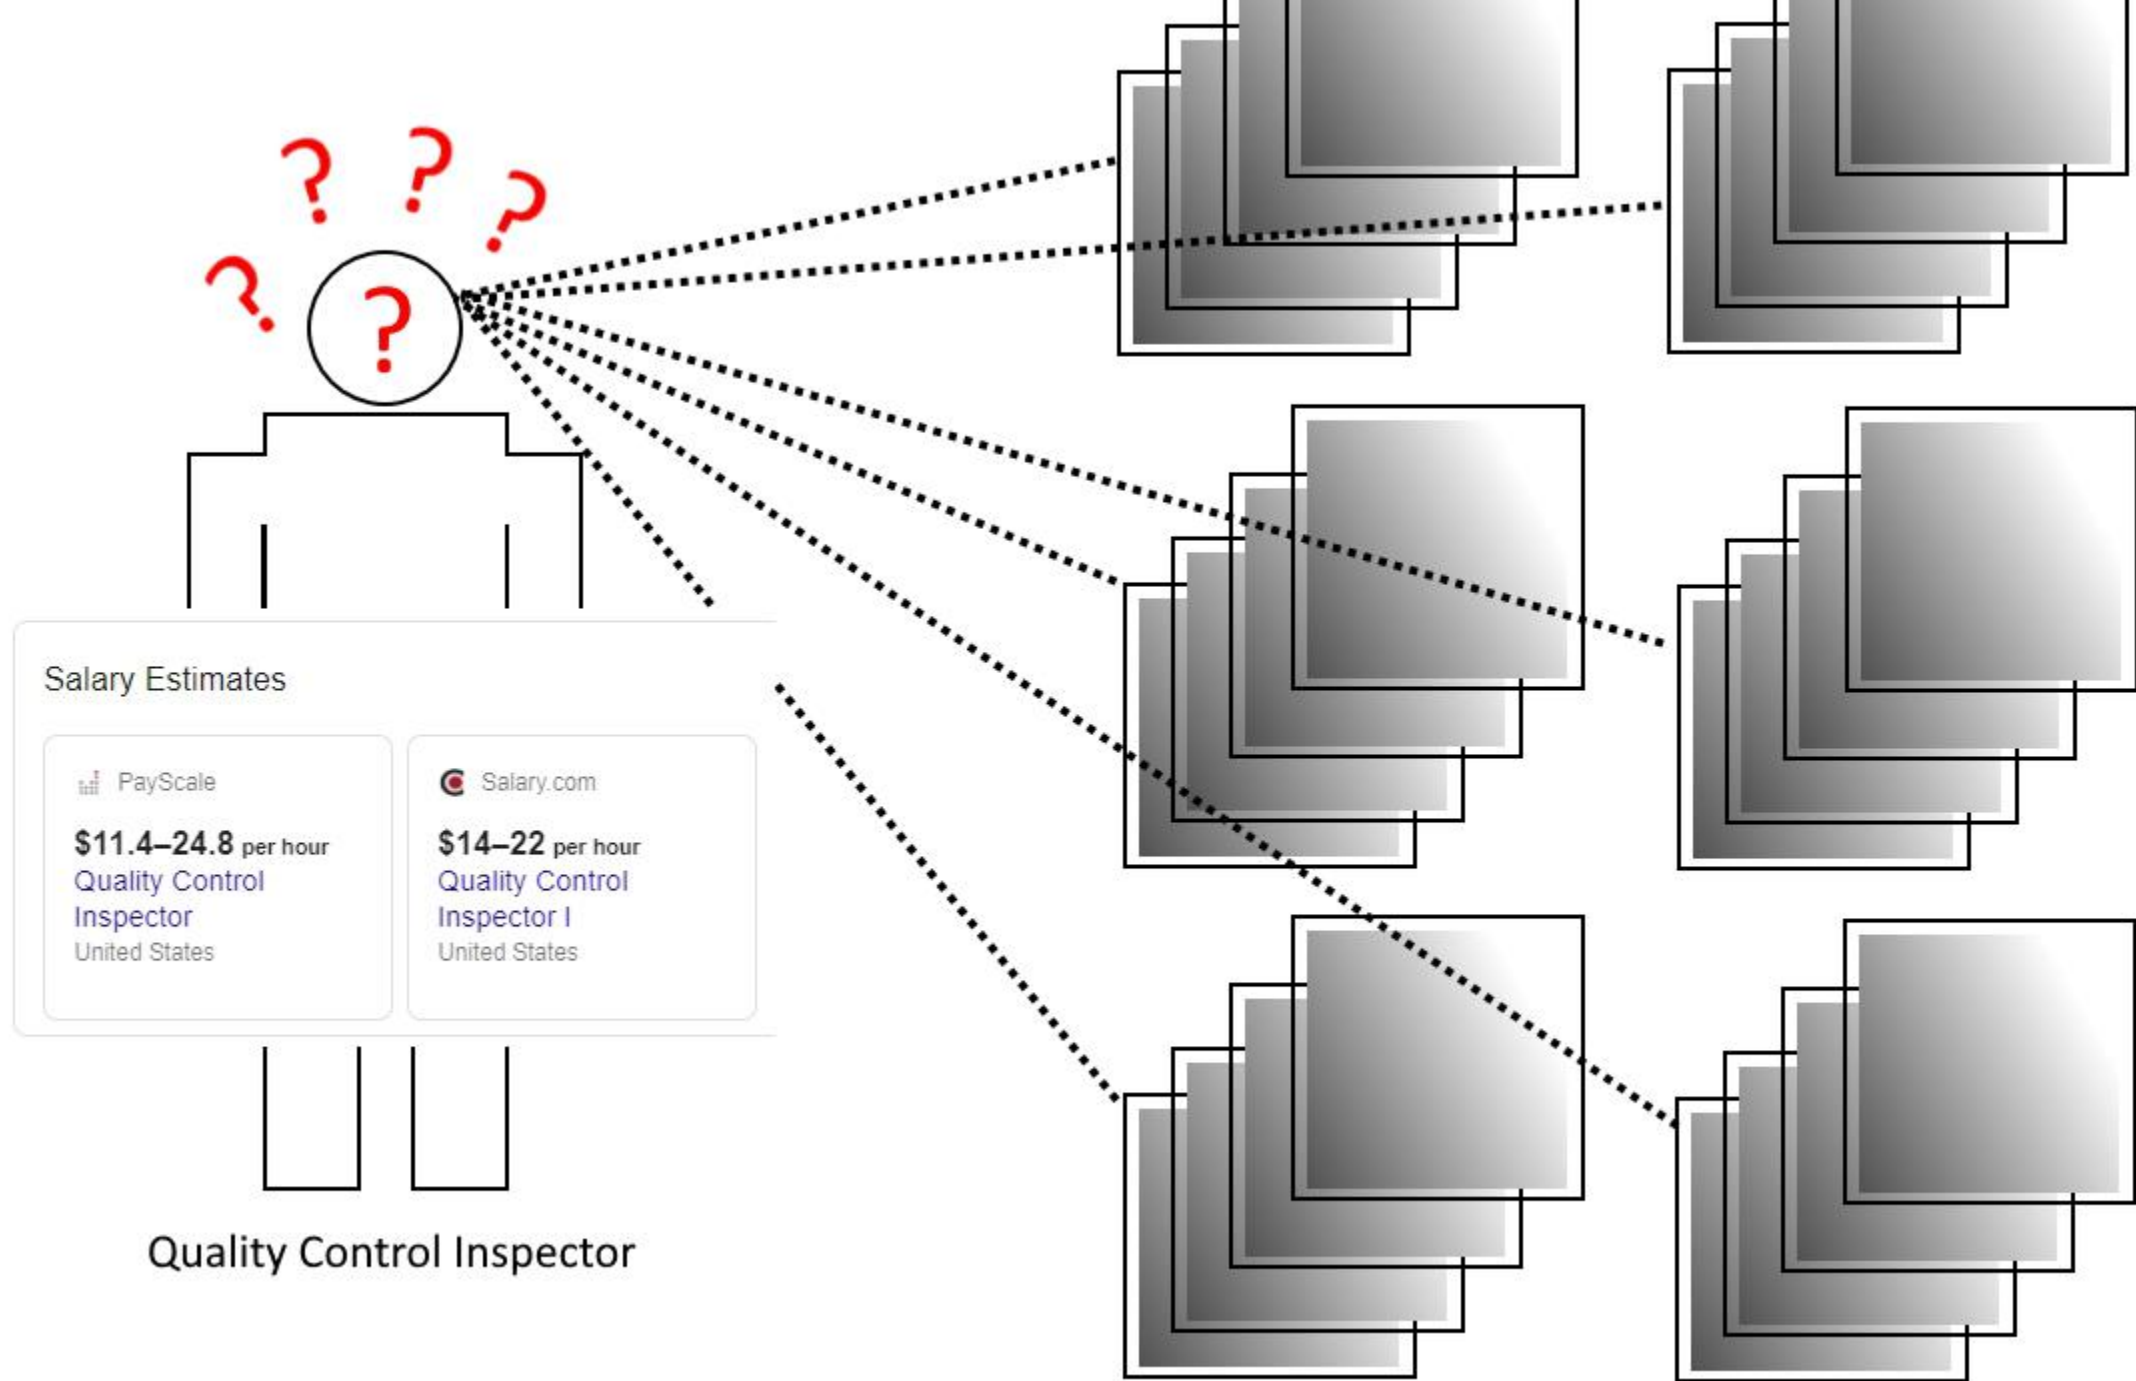 ? ? ?
? ?
Salary Estimates
PayScale
$11.4–24.8 per hour
Quality Control
Inspector
United States
Salary.com
$14–22 per hour
Quality Control
Inspector I
United States
Quality Control Inspector